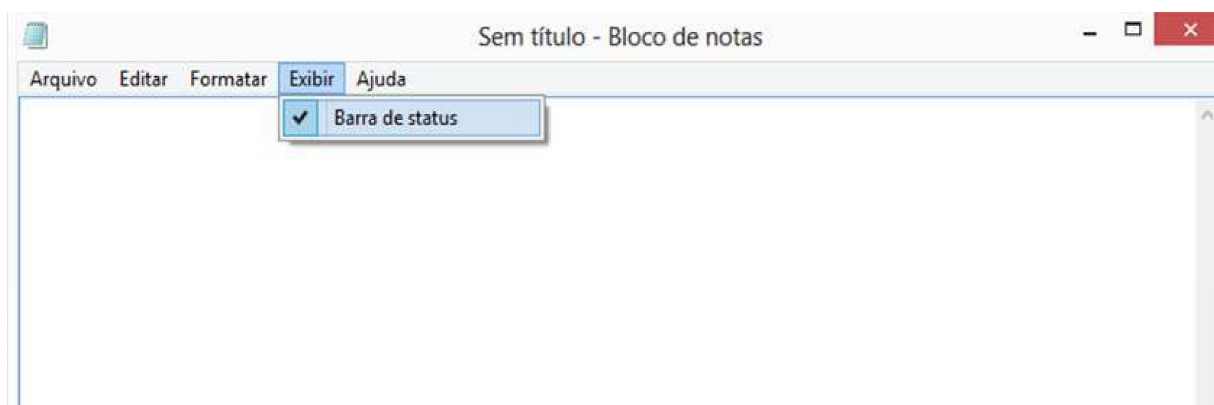 Sem título - Bloco de notas
Arquivo Editar Formatar Exibir Ajuda
Barra de status